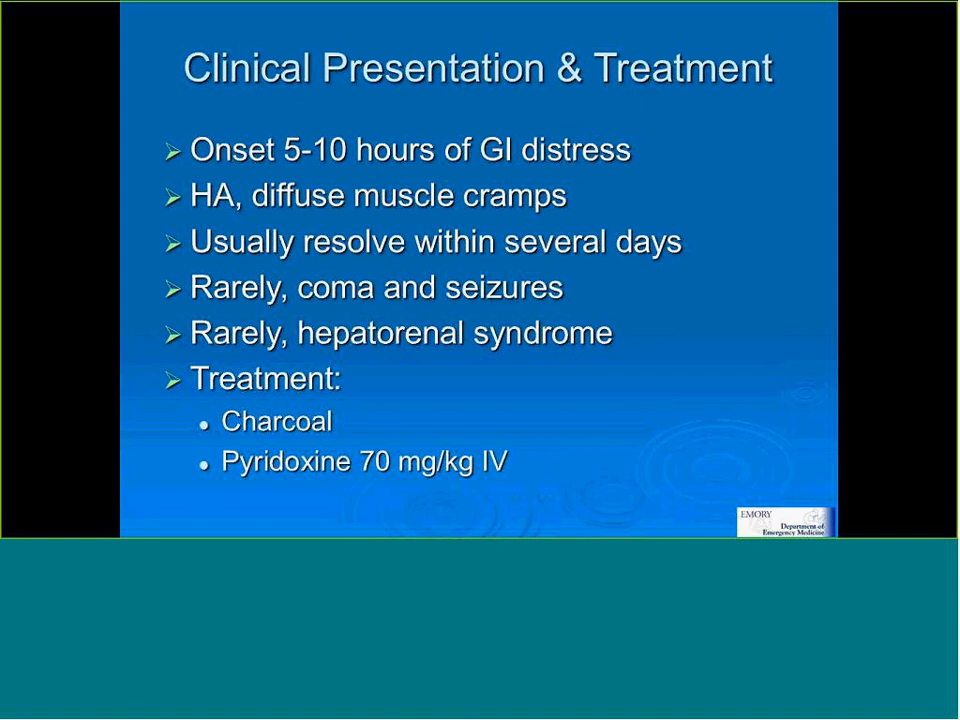 Clinical Presentation & Treatment
Onset 5-10 hours of GI distress
HA, diffuse muscle cramps
Usually resolve within several days
Rarely, coma and seizures
Rarely, hepatorenal syndrome
Treatment:
Charcoal
Pyridoxine 70 mg/kg IV
EMORY
Department of
Emergency Medicine